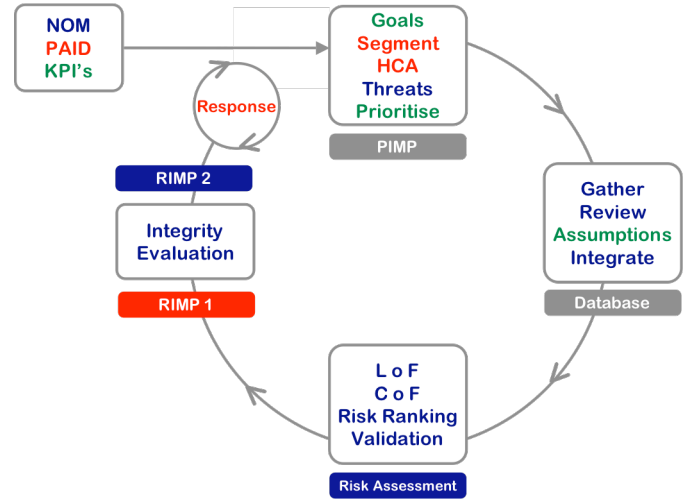 NOM
PAID
KPI's
Goals
Segment
HCA
Threats
Prioritise
PIMP
Response
RIMP 2
Integrity
Evaluation
RIMP 1
Gather
Review
Assumptions
Integrate
Database
L o F
C o F
Risk Ranking
Validation
Risk Assessment